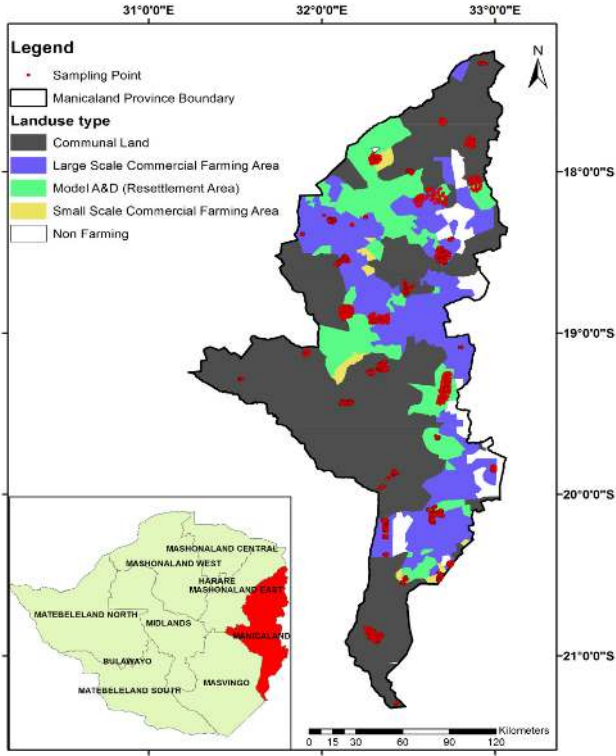 31°0'0"E
32°0'0"E
33°0'0"E
Legend
Sampling Point
Manicaland Province Boundary
Landuse type
Communal Land
Large Scale Commercial Farming Area
Model A&D (Resettlement Area)
Small Scale Commercial Farming Area
Non Farming
N
18°0'0"S
19°0'0"S
20°0'0"S
21°0'0"S
MASHONALAND CENTRAL
MASHONALAND WEST
HARARE
MASHONALAND EAST
MATEBELELAND NORTH
MIDLANDS
MANICALAND
BULAWAYO
MASVINGO
MATEBELELAND SOUTH
Kilometers
0 15 30 60 90 120